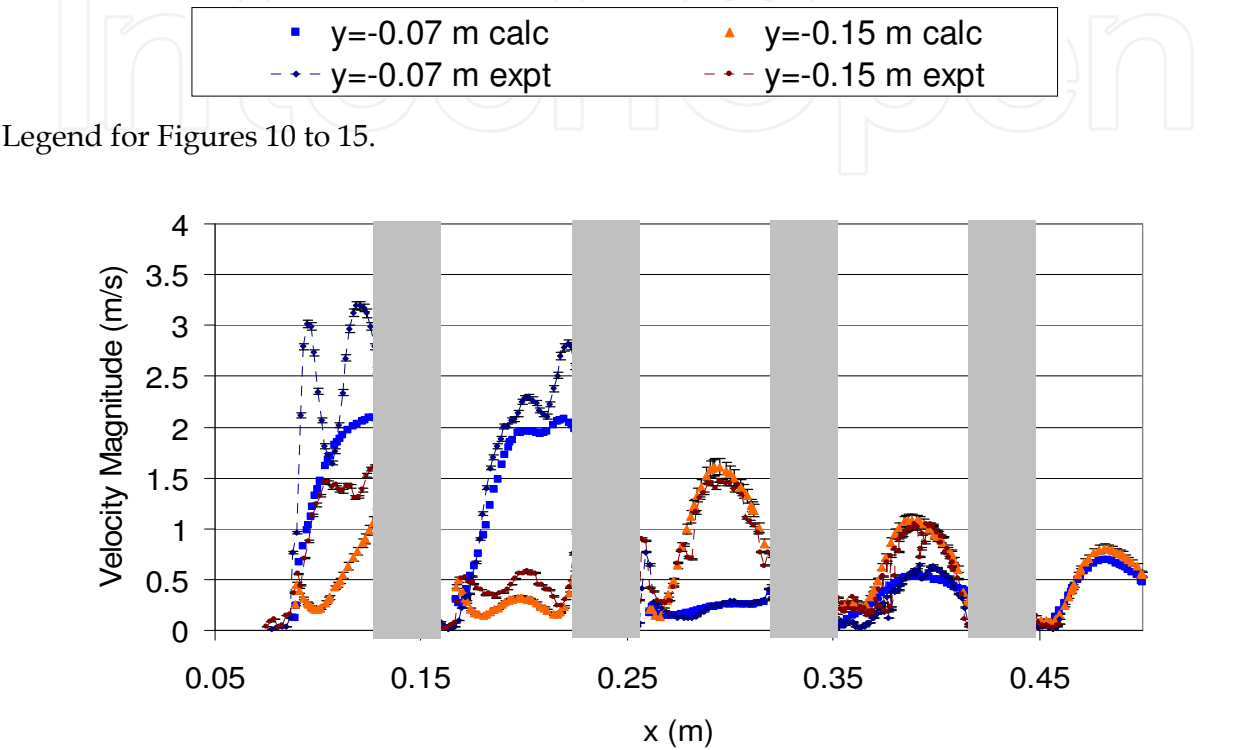 y=-0.07 m calc y=-0.15 m calc
y=-0.07 m expt y=-0.15 m expt
Legend for Figures 10 to 15.
Velocity Magnitude (m/s)
4
3.5
3
2.5
2
1.5
1
0.5
0
0.05 0.15 0.25 0.35 0.45
x (m)